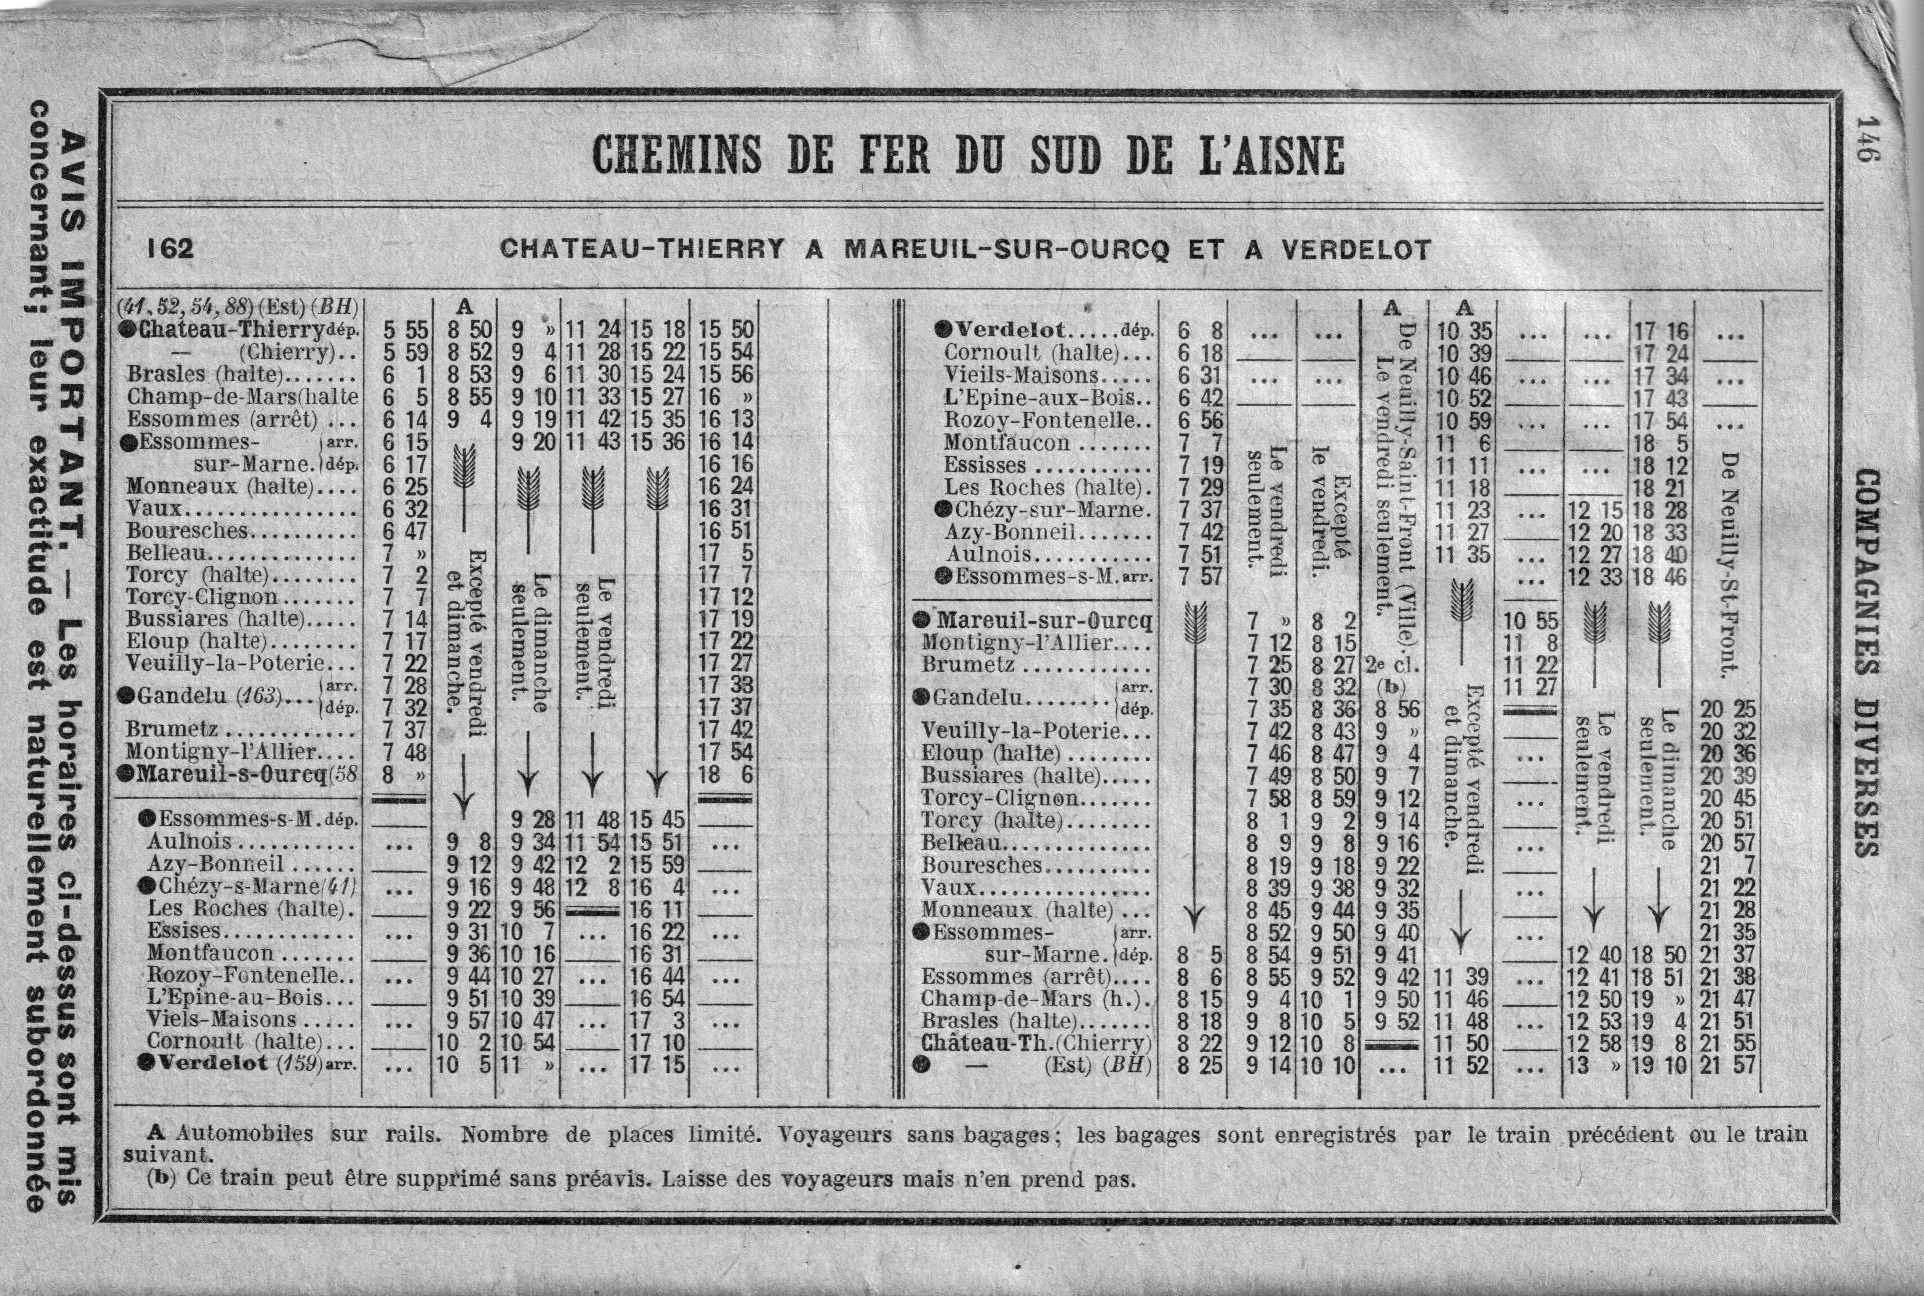 146
COMPAGNIES DIVERSES
AVIS IMPORTANT. — Les horaires ci-dessus sont mis
concernant; leur exactitude est naturellement subordonnée
CHEMINS DE FER DU SUD DE L'AISNE
162 CHATEAU-THIERRY A MAREUIL-SUR-OURCQ ET A VERDELOT
(41, 52, 54, 88) (Est) (BH) A
●Chateau-Thierry dép. 5 55 8 50 9 » 11 24 15 18 15 50
— (Chierry).. 5 59 8 52 9 4 11 28 15 22 15 54
Brasles (halte)....... 6 1 8 53 9 6 11 30 15 24 15 56
Champ-de-Mars(halte 6 5 8 55 9 10 11 33 15 27 16 »
Essommes (arrêt) ... 6 14 9 4 9 19 11 42 15 35 16 13
●Essommes- arr. 6 15 9 20 11 43 15 36 16 14
sur-Marne. dép. 6 17 16 16
Monneaux (halte).... 6 25 16 24
Vaux................ 6 32 16 31
Bouresches.......... 6 47 16 51
Belleau.............. 7 » 17 5
Torcy (halte)........ 7 2 17 7
Torcy-Clignon ....... 7 7 17 12
Bussiares (halte)..... 7 14 17 19
Eloup (halte)........ 7 17 17 22
Veuilly-la-Poterie... 7 22 17 27
●Gandelu (163)... arr. 7 28 17 33
dép. 7 32 17 37
Brumetz ............ 7 37 17 42
Montigny-l'Allier.... 7 48 17 54
●Mareuil-s-Ourcq(58 8 » 18 6
Excepté vendredi
et dimanche.
Le dimanche
seulement.
Le vendredi
seulement.
●Essommes-s-M. dép. 9 28 11 48 15 45
Aulnois ........... ... 9 8 9 34 11 54 15 51 ...
Azy-Bonneil ...... 9 12 9 42 12 2 15 59
●Chézy-s-Marne(41) ... 9 16 9 48 12 8 16 4 ...
Les Roches (halte). 9 22 9 56 16 11
Essises............ ... 9 31 10 7 ... 16 22 ...
Montfaucon ....... 9 36 10 16 16 31
Rozoy-Fontenelle.. ... 9 44 10 27 ... 16 44 ...
L'Epine-au-Bois... 9 51 10 39 16 54
Viels-Maisons ..... ... 9 57 10 47 ... 17 3 ...
Cornoult (halte)... 10 2 10 54 17 10
●Verdelot (159) arr. ... 10 5 11 » ... 17 15 ...
A A
●Verdelot..... dép. 6 8 ... ... 10 35 ... ... 17 16 ...
Cornoult (halte)... 6 18 10 39 17 24
Vieils-Maisons..... 6 31 ... ... 10 46 ... ... 17 34 ...
L'Epine-aux-Bois.. 6 42 10 52 17 43
Rozoy-Fontenelle.. 6 56 10 59 ... ... 17 54 ...
Montfaucon ....... 7 7 11 6 18 5
Essisses ........... 7 19 11 11 ... ... 18 12
Les Roches (halte). 7 29 11 18 18 21
●Chézy-sur-Marne. 7 37 11 23 ... 12 15 18 28
Azy-Bonneil....... 7 42 11 27 12 20 18 33
Aulnois............ 7 51 11 35 ... 12 27 18 40
●Essommes-s-M. arr. 7 57 ... 12 33 18 46
Le vendredi
seulement.
Excepté
le vendredi.
De Neuilly-Saint-Front (Ville).
Le vendredi seulement.
De Neuilly-St-Front.
●Mareuil-sur-Ourcq 7 » 8 2 10 55
Montigny-l'Allier.... 7 12 8 15 11 8
Brumetz ............ 7 25 8 27 2e cl. 11 22
●Gandelu........ arr. 7 30 8 32 (b) 11 27
dép. 7 35 8 36 8 56 20 25
Veuilly-la-Poterie... 7 42 8 43 9 » 20 32
Eloup (halte) ........ 7 46 8 47 9 4 ... 20 36
Bussiares (halte)..... 7 49 8 50 9 7 20 39
Torcy-Clignon....... 7 58 8 59 9 12 ... 20 45
Torcy (halte)........ 8 1 9 2 9 14 20 51
Belleau.............. 8 9 9 8 9 16 ... 20 57
Bouresches.......... 8 19 9 18 9 22 21 7
Vaux................ 8 39 9 38 9 32 ... 21 22
Monneaux (halte) ... 8 45 9 44 9 35 21 28
●Essommes- arr. 8 52 9 50 9 40 ... 21 35
sur-Marne. dép. 8 5 8 54 9 51 9 41 12 40 18 50 21 37
Essommes (arrêt).... 8 6 8 55 9 52 9 42 11 39 ... 12 41 18 51 21 38
Champ-de-Mars (h.). 8 15 9 4 10 1 9 50 11 46 12 50 19 » 21 47
Brasles (halte)....... 8 18 9 8 10 5 9 52 11 48 ... 12 53 19 4 21 51
Château-Th.(Chierry) 8 22 9 12 10 8 11 50 12 58 19 8 21 55
● — (Est) (BH) 8 25 9 14 10 10 ... 11 52 ... 13 » 19 10 21 57
Excepté vendredi
et dimanche.
Le vendredi
seulement.
Le dimanche
seulement.
A Automobiles sur rails. Nombre de places limité. Voyageurs sans bagages; les bagages sont enregistrés par le train précédent ou le train
suivant.
(b) Ce train peut être supprimé sans préavis. Laisse des voyageurs mais n'en prend pas.